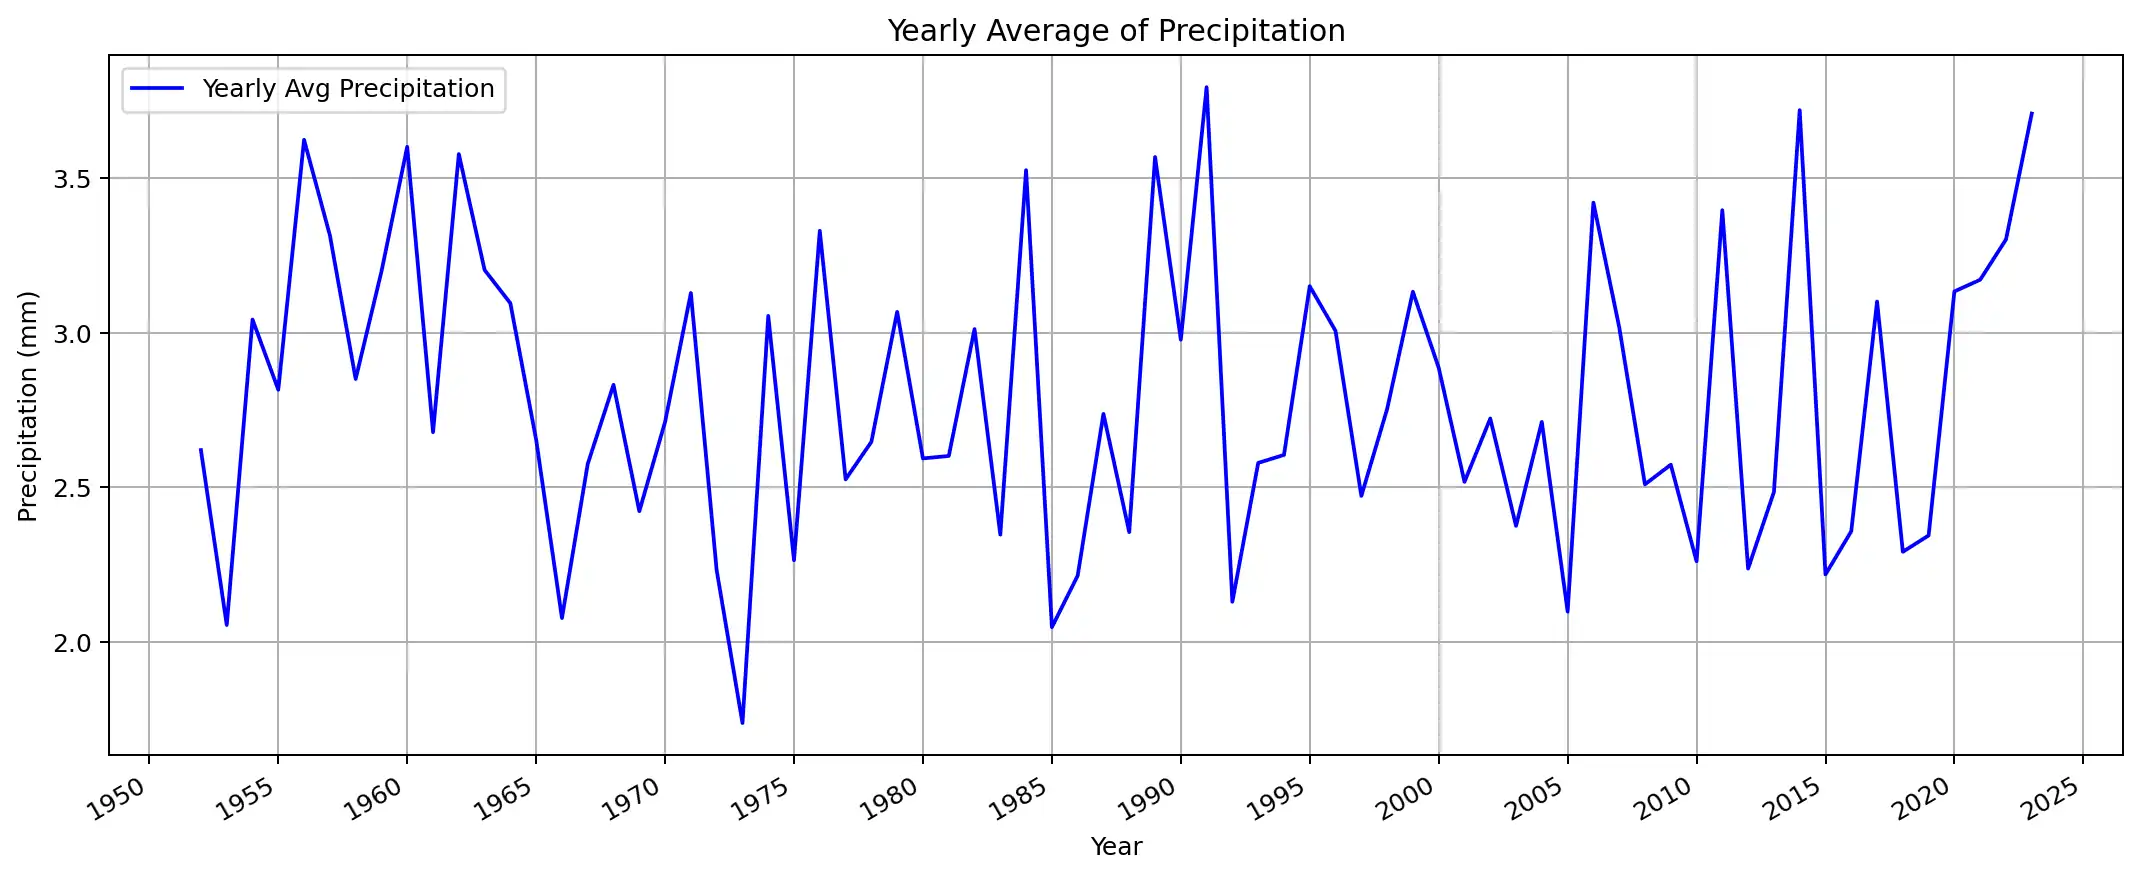 Yearly Average of Precipitation
Yearly Avg Precipitation
Precipitation (mm)
3.5
3.0
2.5
2.0
1950 1955 1960 1965 1970 1975 1980 1985 1990 1995 2000 2005 2010 2015 2020 2025
Year